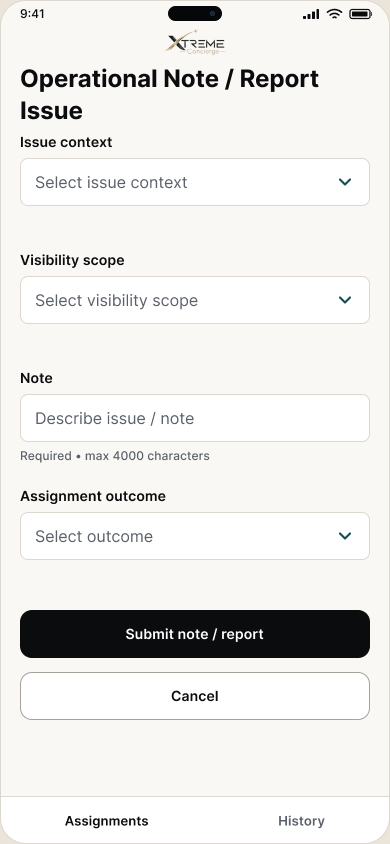 9:41
XTREME
Concierge
Operational Note / Report
Issue
Issue context
Select issue context
Visibility scope
Select visibility scope
Note
Describe issue / note
Required • max 4000 characters
Assignment outcome
Select outcome
Submit note / report
Cancel
Assignments
History